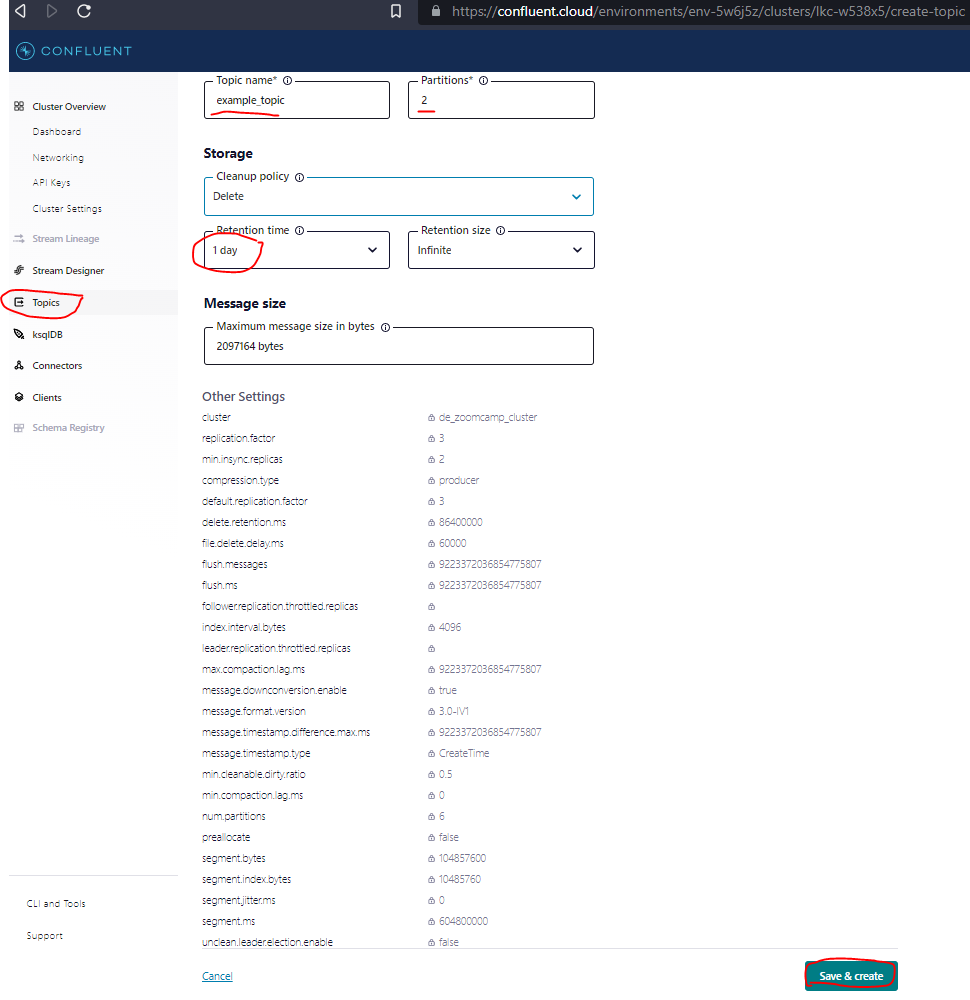 https://confluent.cloud/environments/env-5w6j5z/clusters/lkc-w538x5/create-topic
CONFLUENT
Cluster Overview
Dashboard
Networking
API Keys
Cluster Settings
Stream Lineage
Stream Designer
Topics
ksqlDB
Connectors
Clients
Schema Registry
CLI and Tools
Support
Topic name*
example_topic
Partitions*
2
Storage
Cleanup policy
Delete
Retention time
1 day
Retention size
Infinite
Message size
Maximum message size in bytes
2097164 bytes
Other Settings
cluster de_zoomcamp_cluster
replication.factor 3
min.insync.replicas 2
compression.type producer
default.replication.factor 3
delete.retention.ms 86400000
file.delete.delay.ms 60000
flush.messages 9223372036854775807
flush.ms 9223372036854775807
follower.replication.throttled.replicas
index.interval.bytes 4096
leader.replication.throttled.replicas
max.compaction.lag.ms 9223372036854775807
message.downconversion.enable true
message.format.version 3.0-IV1
message.timestamp.difference.max.ms 9223372036854775807
message.timestamp.type CreateTime
min.cleanable.dirty.ratio 0.5
min.compaction.lag.ms 0
num.partitions 6
preallocate false
segment.bytes 104857600
segment.index.bytes 10485760
segment.jitter.ms 0
segment.ms 604800000
unclean.leader.election.enable false
Cancel
Save & create